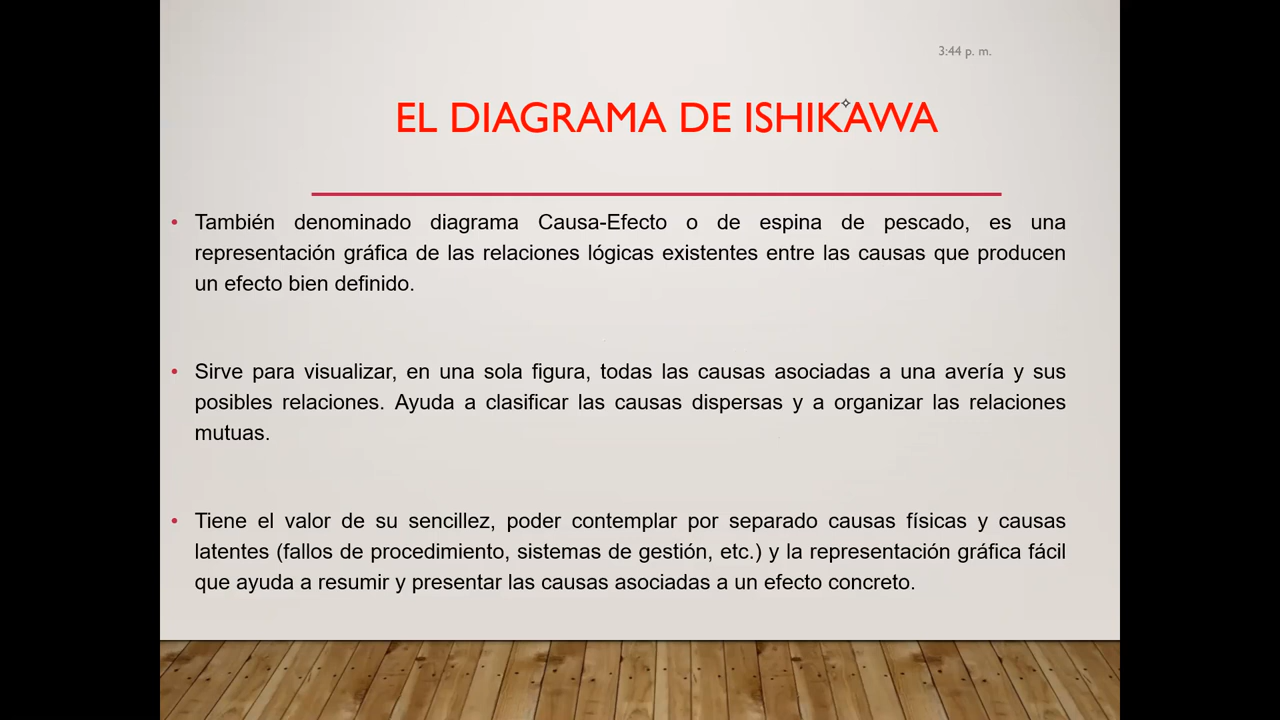 3:44 p. m.
EL DIAGRAMA DE ISHIKAWA
• También denominado diagrama Causa-Efecto o de espina de pescado, es una
representación gráfica de las relaciones lógicas existentes entre las causas que producen
un efecto bien definido.
• Sirve para visualizar, en una sola figura, todas las causas asociadas a una avería y sus
posibles relaciones. Ayuda a clasificar las causas dispersas y a organizar las relaciones
mutuas.
• Tiene el valor de su sencillez, poder contemplar por separado causas físicas y causas
latentes (fallos de procedimiento, sistemas de gestión, etc.) y la representación gráfica fácil
que ayuda a resumir y presentar las causas asociadas a un efecto concreto.